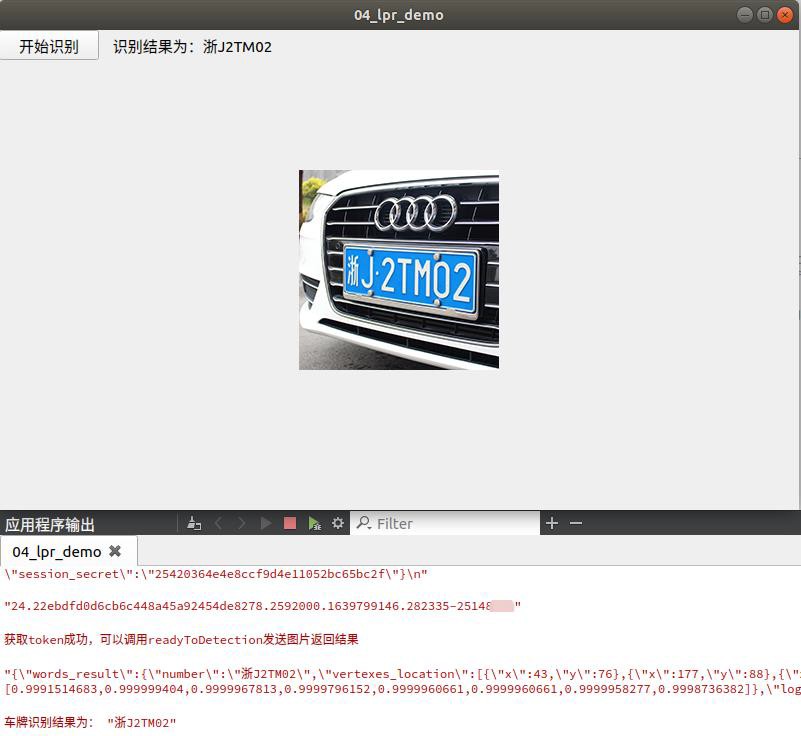 04_lpr_demo
开始识别 识别结果为：浙J2TM02
浙J·2TM02
应用程序输出 Filter
04_lpr_demo
\"session_secret\":\"25420364e4e8ccf9d4e11052bc65bc2f\"}\n"
"24.22ebdfd0d6cb6c448a45a92454de8278.2592000.1639799146.282335-25148 "
获取token成功，可以调用readyToDetection发送图片返回结果
"{\"words_result\":{\"number\":\"浙J2TM02\",\"vertexes_location\":[{\"x\":43,\"y\":76},{\"x\":177,\"y\":88},{\"
[0.9991514683,0.999999404,0.9999967813,0.9999796152,0.9999960661,0.9999960661,0.9999958277,0.9998736382]},\"log
车牌识别结果为： "浙J2TM02"